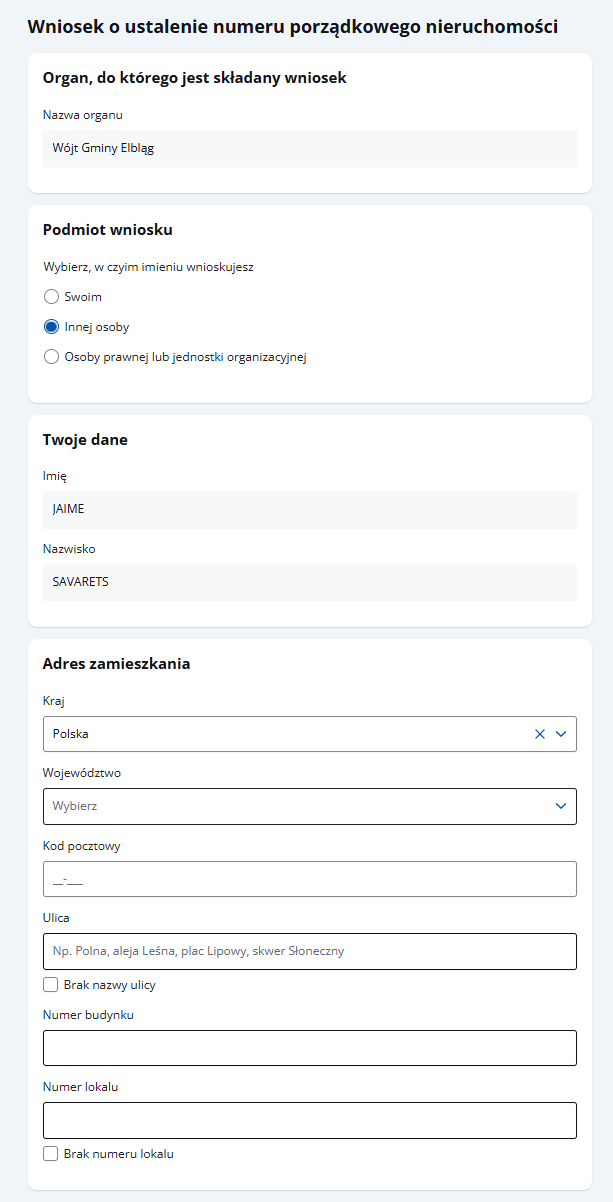 Wniosek o ustalenie numeru porządkowego nieruchomości
Organ, do którego jest składany wniosek
Nazwa organu
Wójt Gminy Elbląg
Podmiot wniosku
Wybierz, w czyim imieniu wnioskujesz
Swoim
Innej osoby
Osoby prawnej lub jednostki organizacyjnej
Twoje dane
Imię
JAIME
Nazwisko
SAVARETS
Adres zamieszkania
Kraj
Polska
Województwo
Wybierz
Kod pocztowy
__-___
Ulica
Np. Polna, aleja Leśna, plac Lipowy, skwer Słoneczny
Brak nazwy ulicy
Numer budynku
Numer lokalu
Brak numeru lokalu